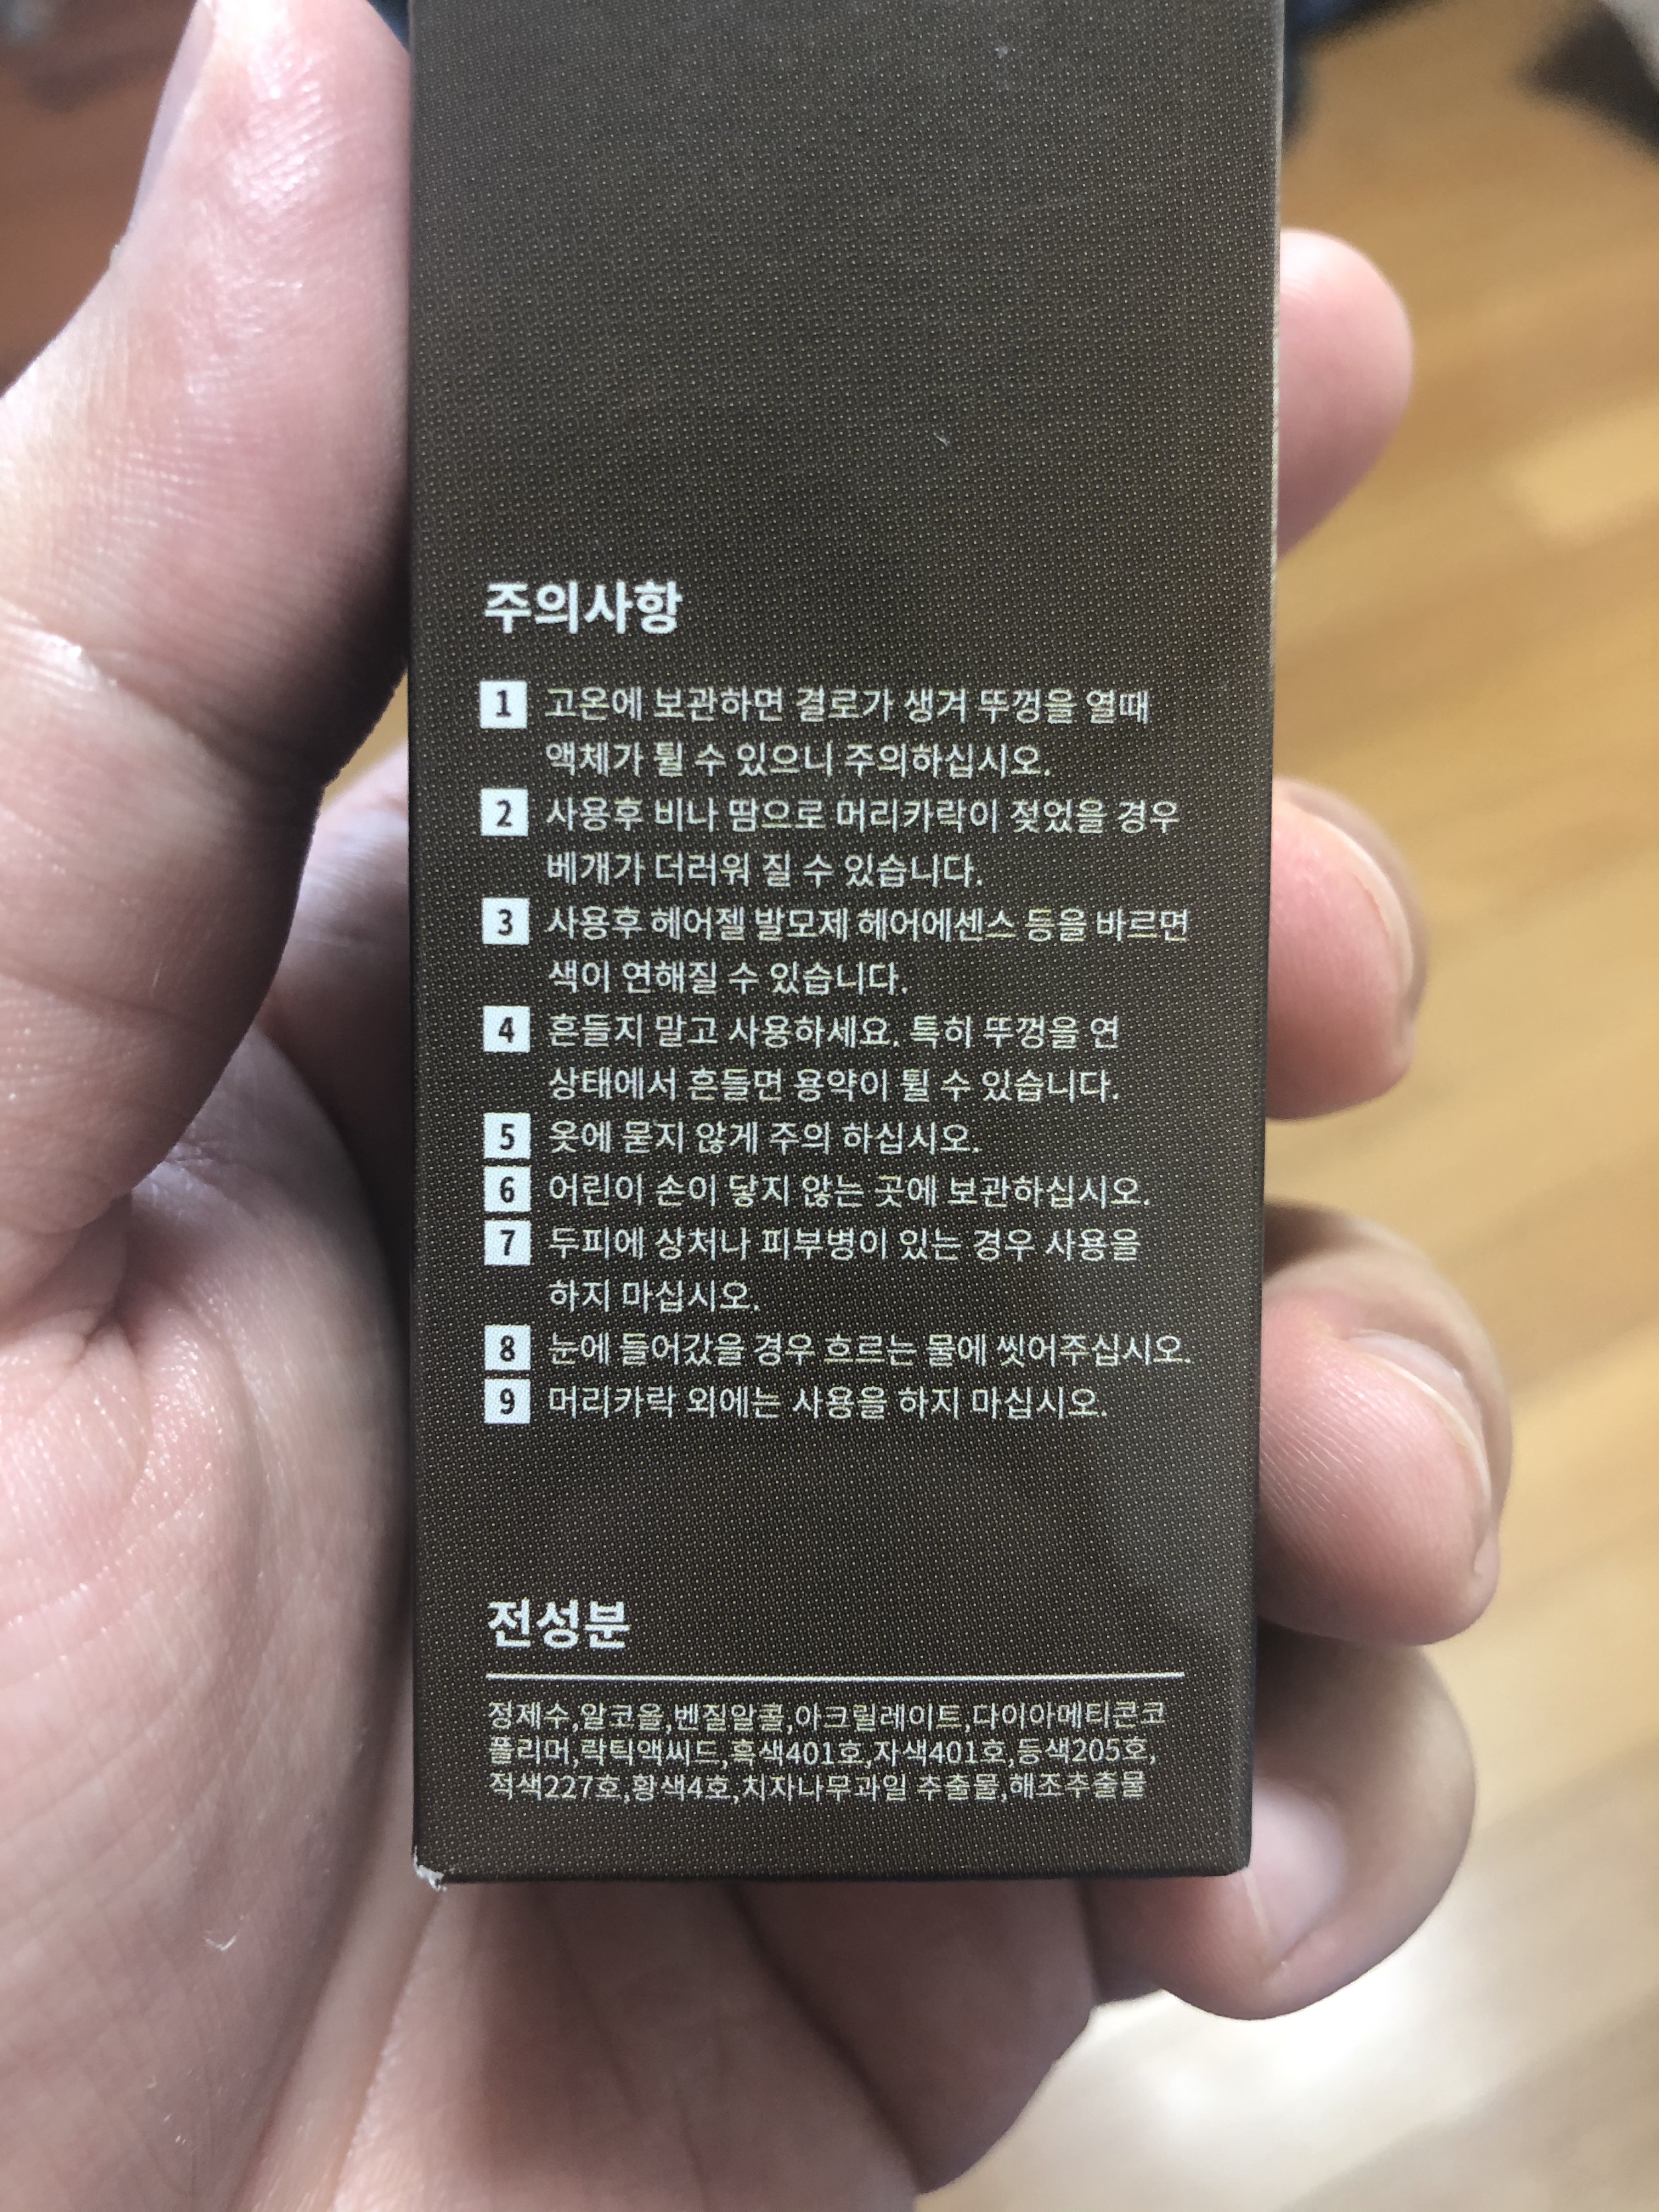 주의사항
1 고온에 보관하면 결로가 생겨 뚜껑을 열때
액체가 튈 수 있으니 주의하십시오.
2 사용후 비나 땀으로 머리카락이 젖었을 경우
베개가 더러워 질 수 있습니다.
3 사용후 헤어젤 발모제 헤어에센스 등을 바르면
색이 연해질 수 있습니다.
4 흔들지 말고 사용하세요. 특히 뚜껑을 연
상태에서 흔들면 용약이 튈 수 있습니다.
5 옷에 묻지 않게 주의 하십시오.
6 어린이 손이 닿지 않는 곳에 보관하십시오.
7 두피에 상처나 피부병이 있는 경우 사용을
하지 마십시오.
8 눈에 들어갔을 경우 흐르는 물에 씻어주십시오.
9 머리카락 외에는 사용을 하지 마십시오.
전성분
정제수,알코올,벤질알콜,아크릴레이트,다이아메티콘코
폴리머,락틱액씨드,흑색401호,자색401호,등색205호,
적색227호,황색4호,치자나무과일 추출물,해조추출물